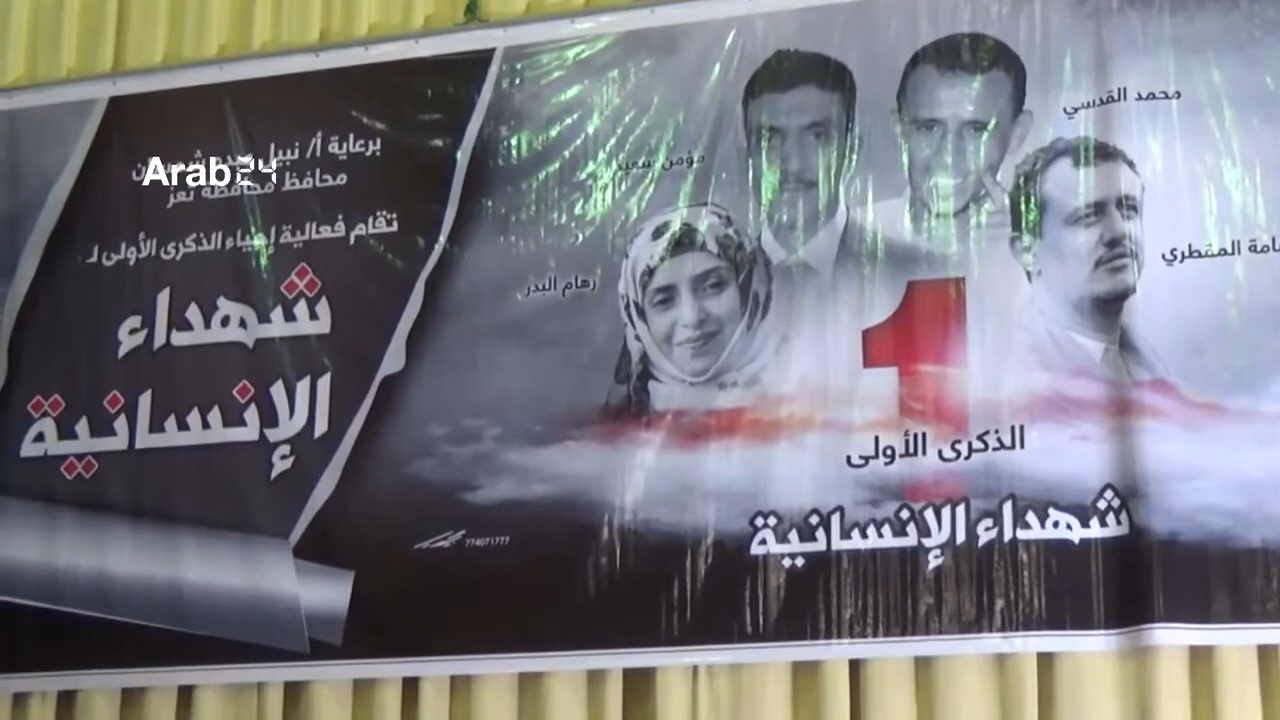 برعاية أ/ نبيل
محافظ محافظة تعز
تقام فعالية إحياء الذكرى الأولى لـ
شهداء
الإنسانية
Arab24
محمد القدسي
مؤمن سعيد
المقطري
رهام البدر
1
الذكرى الأولى
شهداء الإنسانية
774071777